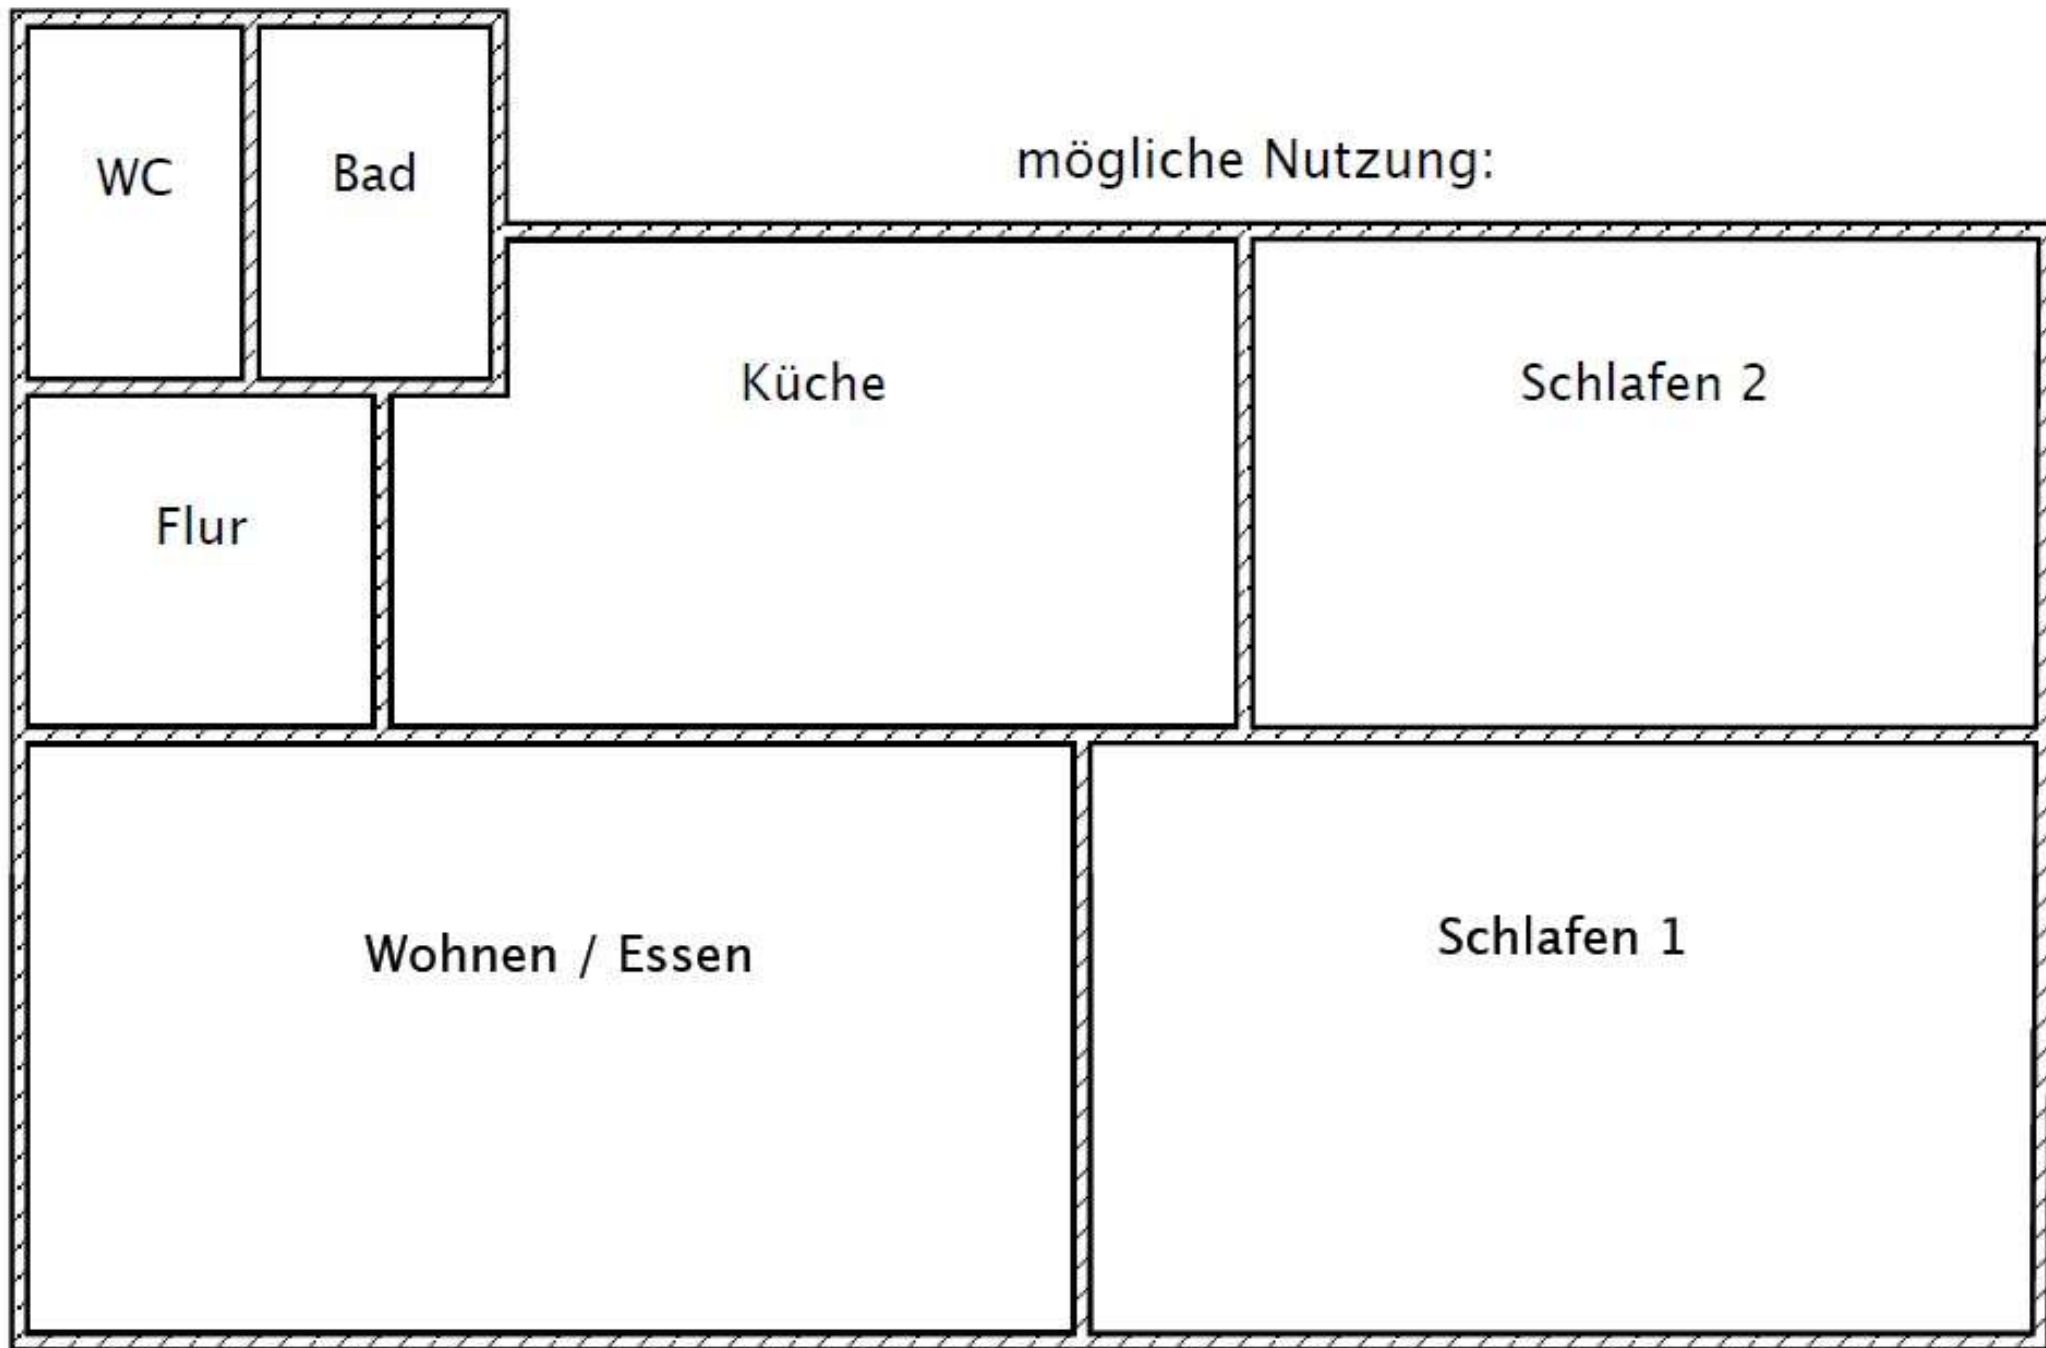 WC
Bad
mögliche Nutzung:
Küche
Schlafen 2
Flur
Wohnen / Essen
Schlafen 1